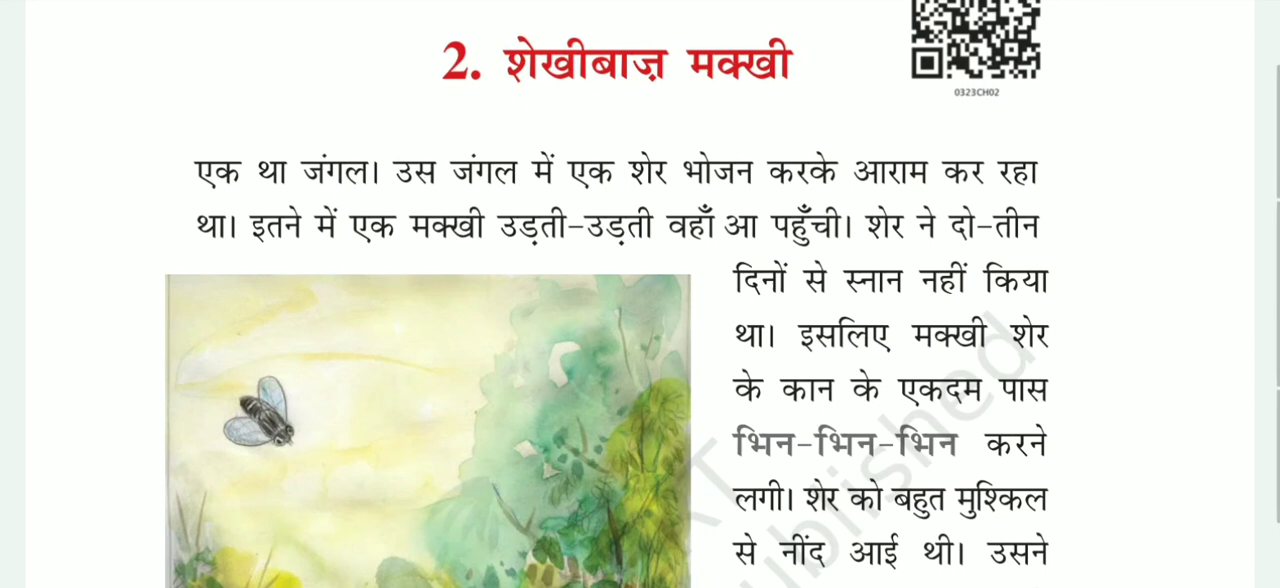 2. शेखीबाज़ मक्खी
0323CH02
एक था जंगल। उस जंगल में एक शेर भोजन करके आराम कर रहा
था। इतने में एक मक्खी उड़ती-उड़ती वहाँ आ पहुँची। शेर ने दो-तीन
दिनों से स्नान नहीं किया
था। इसलिए मक्खी शेर
के कान के एकदम पास
भिन-भिन-भिन करने
लगी। शेर को बहुत मुश्किल
से नींद आई थी। उसने